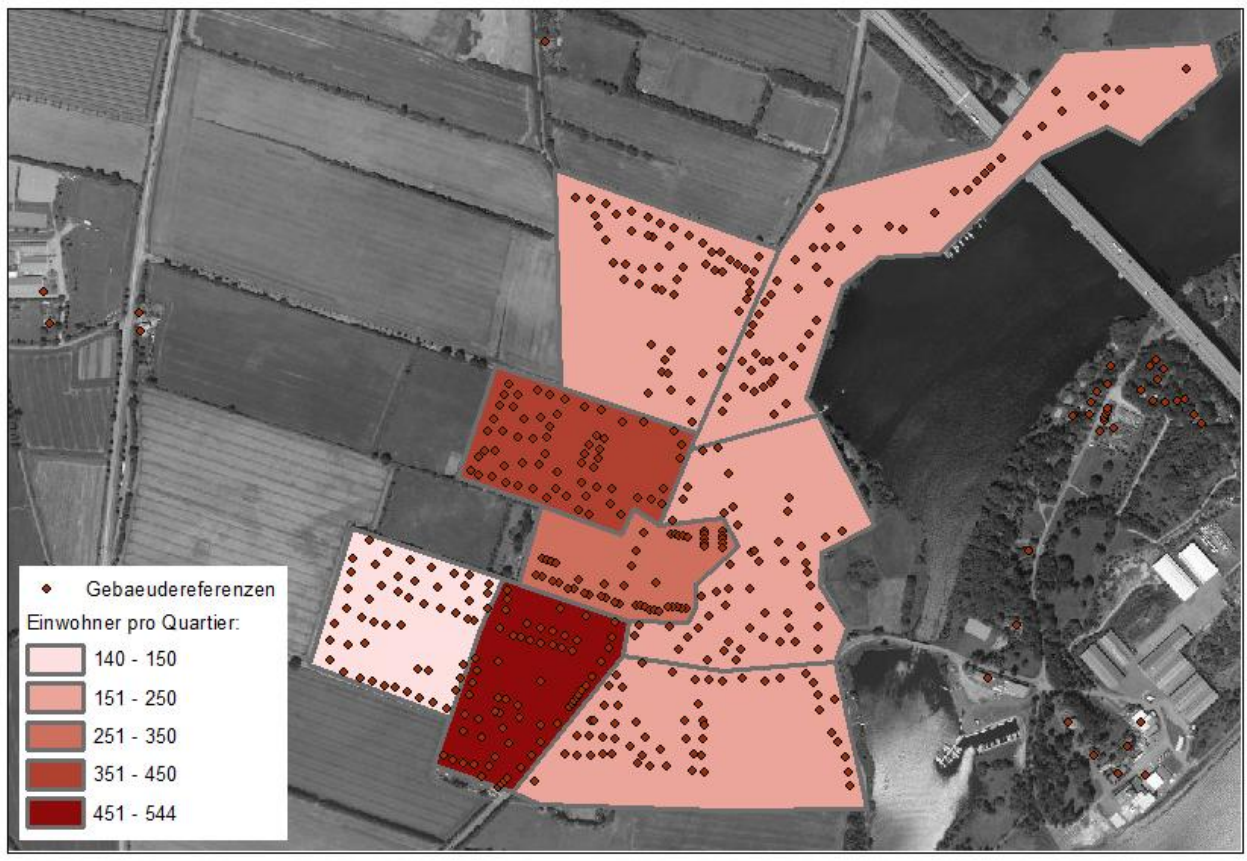 Gebaeudereferenzen
Einwohner pro Quartier:
140 - 150
151 - 250
251 - 350
351 - 450
451 - 544